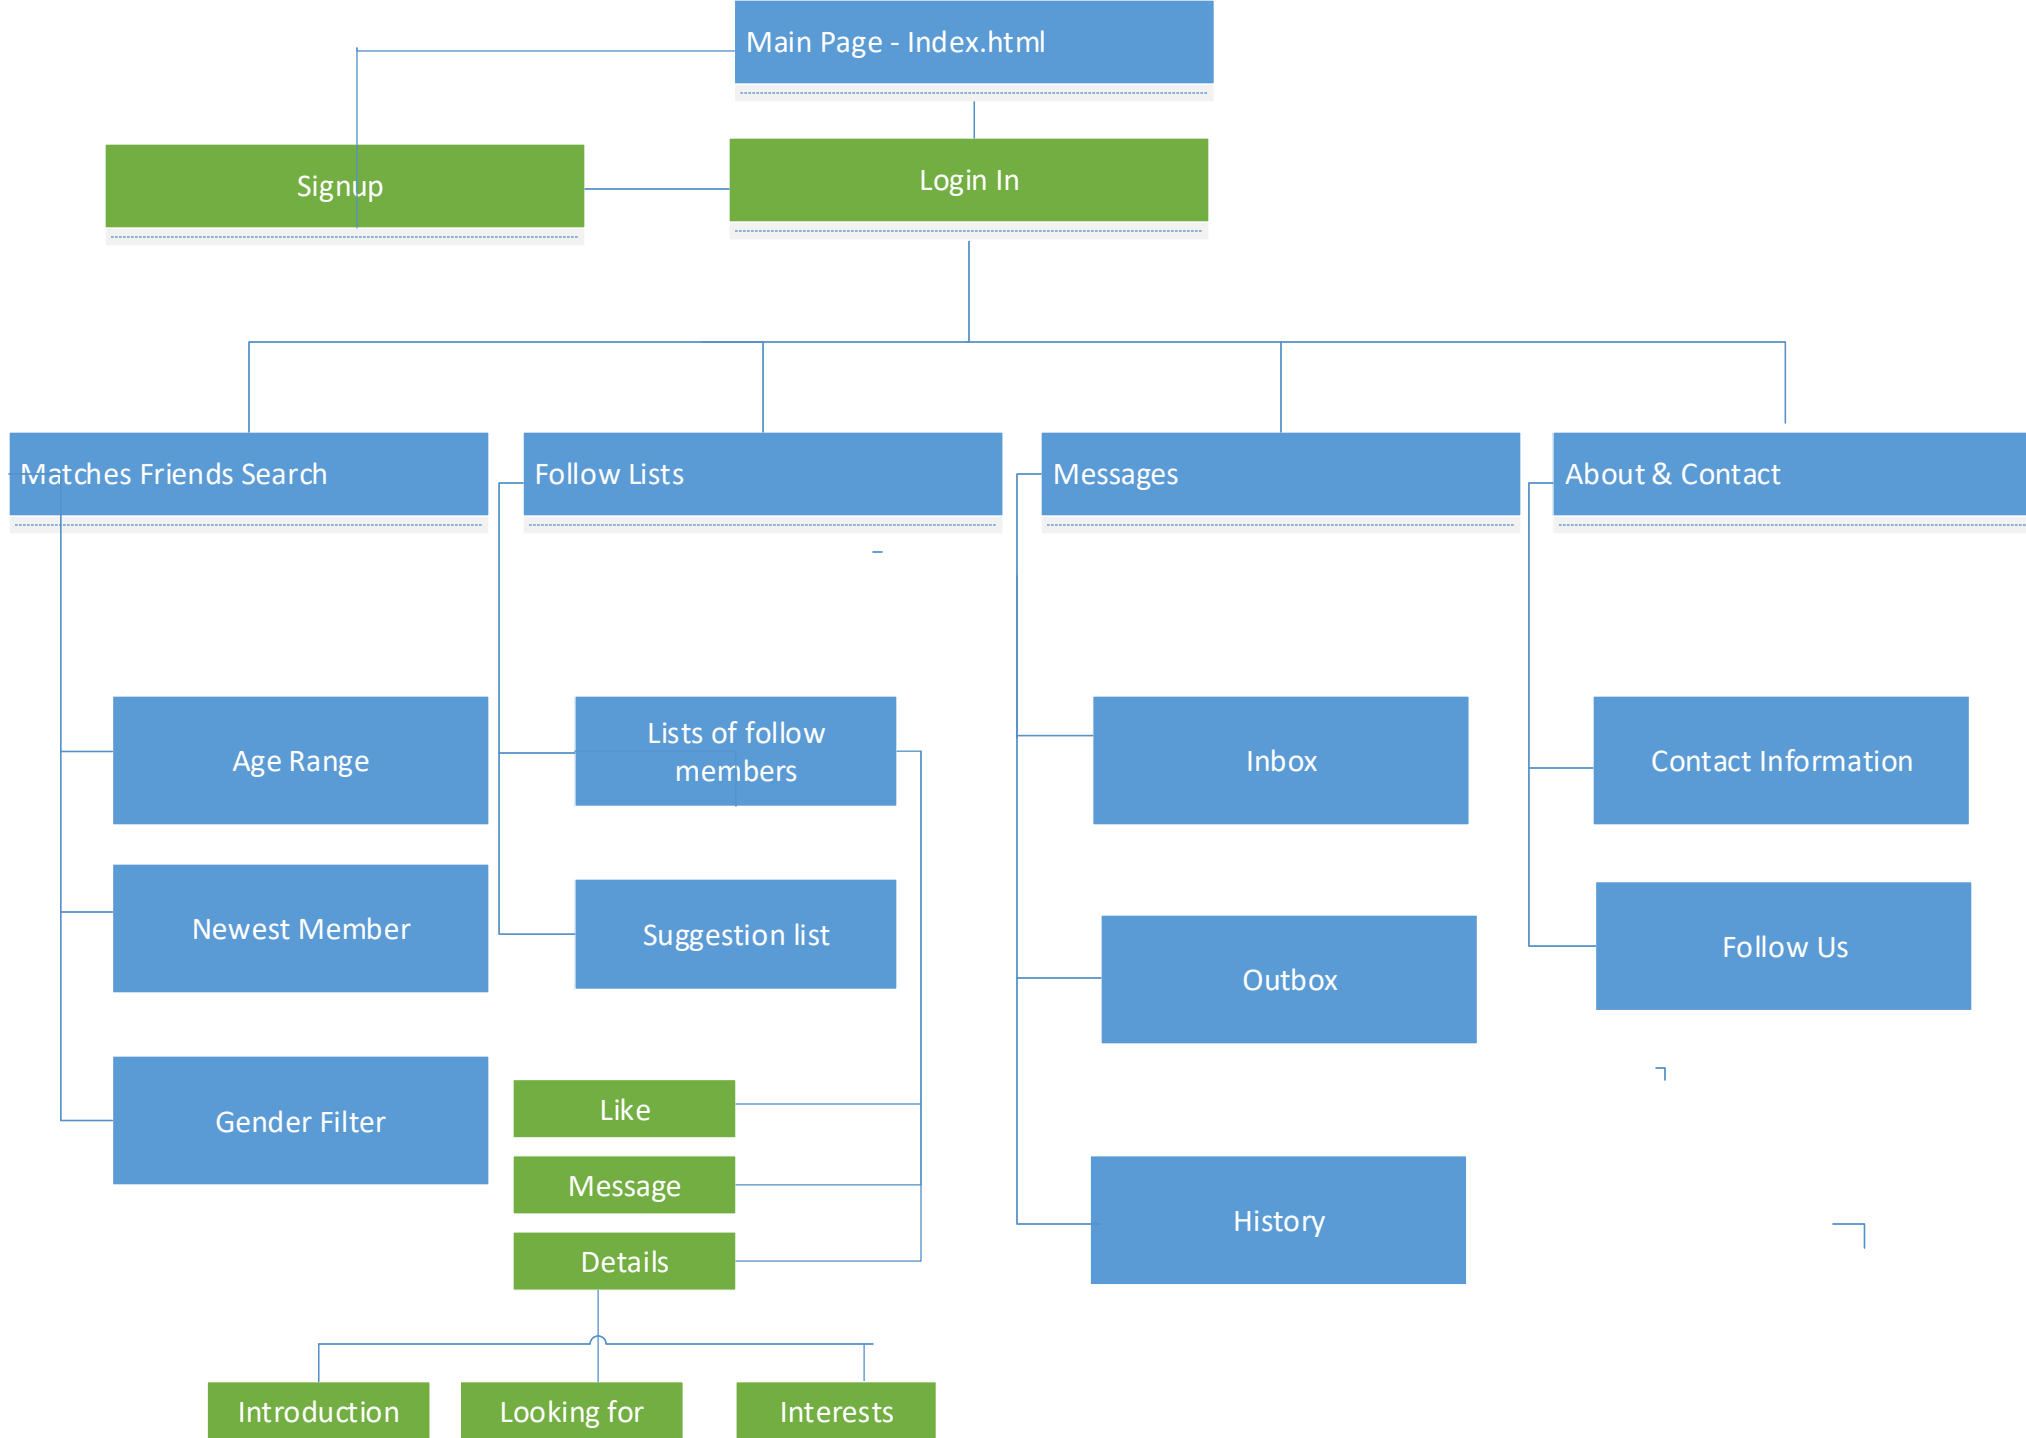 Main Page - Index.html
Signup
Login In
Matches Friends Search
Follow Lists
Messages
About & Contact
Age Range
Newest Member
Gender Filter
Lists of follow
members
Suggestion list
Like
Message
Details
Introduction
Looking for
Interests
Inbox
Outbox
History
Contact Information
Follow Us